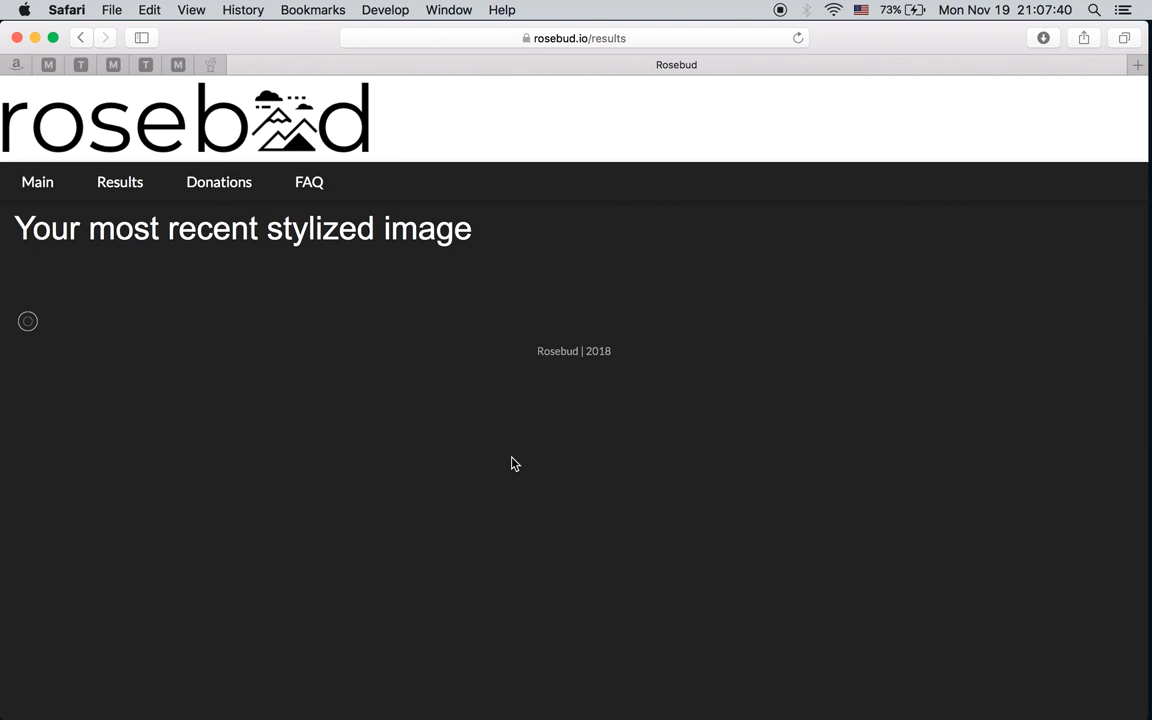 Safari File Edit View History Bookmarks Develop Window Help 73% Mon Nov 19 21:07:40
rosebud.io/results
a M T M T M Rosebud
rosebud
Main Results Donations FAQ
Your most recent stylized image
Rosebud | 2018